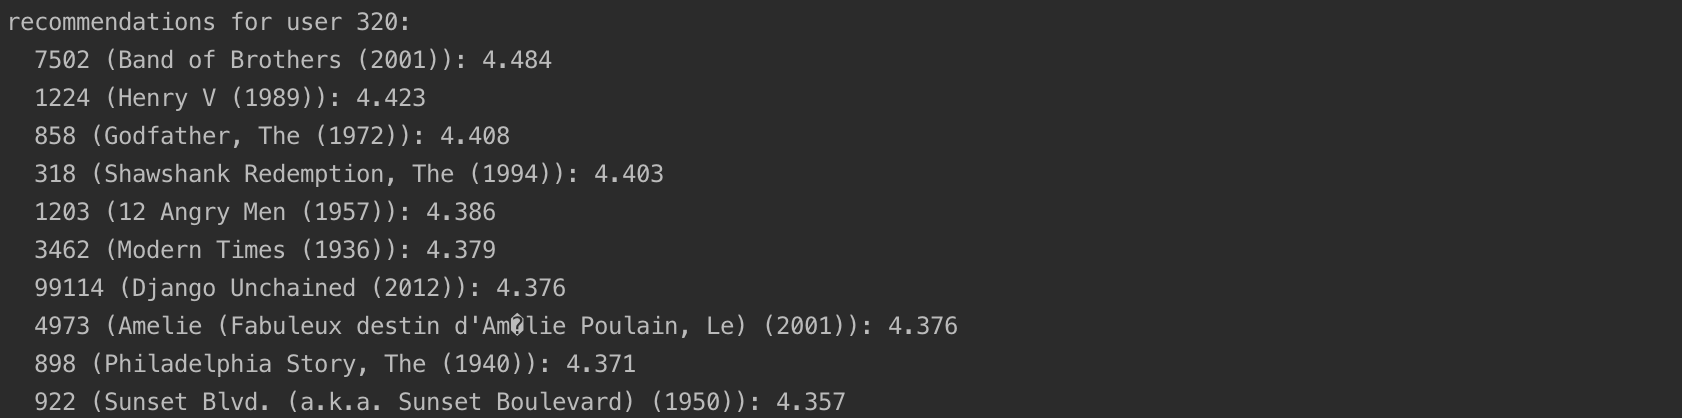 recommendations for user 320:
7502 (Band of Brothers (2001)): 4.484
1224 (Henry V (1989)): 4.423
858 (Godfather, The (1972)): 4.408
318 (Shawshank Redemption, The (1994)): 4.403
1203 (12 Angry Men (1957)): 4.386
3462 (Modern Times (1936)): 4.379
99114 (Django Unchained (2012)): 4.376
4973 (Amelie (Fabuleux destin d'Am�lie Poulain, Le) (2001)): 4.376
898 (Philadelphia Story, The (1940)): 4.371
922 (Sunset Blvd. (a.k.a. Sunset Boulevard) (1950)): 4.357